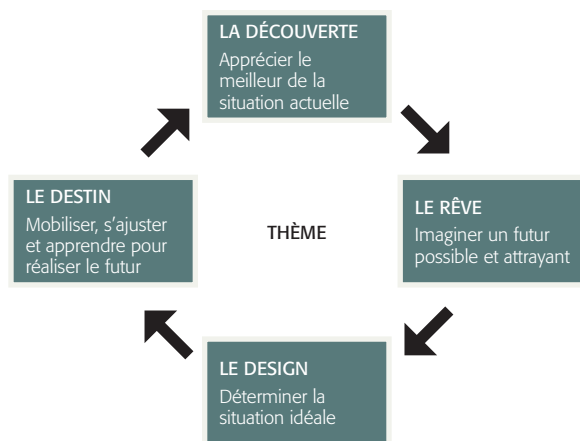 LA DÉCOUVERTE
Apprécier le
meilleur de la
situation actuelle
LE DESTIN
Mobiliser, s’ajuster
et apprendre pour
réaliser le futur
THÈME
LE RÊVE
Imaginer un futur
possible et attrayant
LE DESIGN
Déterminer la
situation idéale